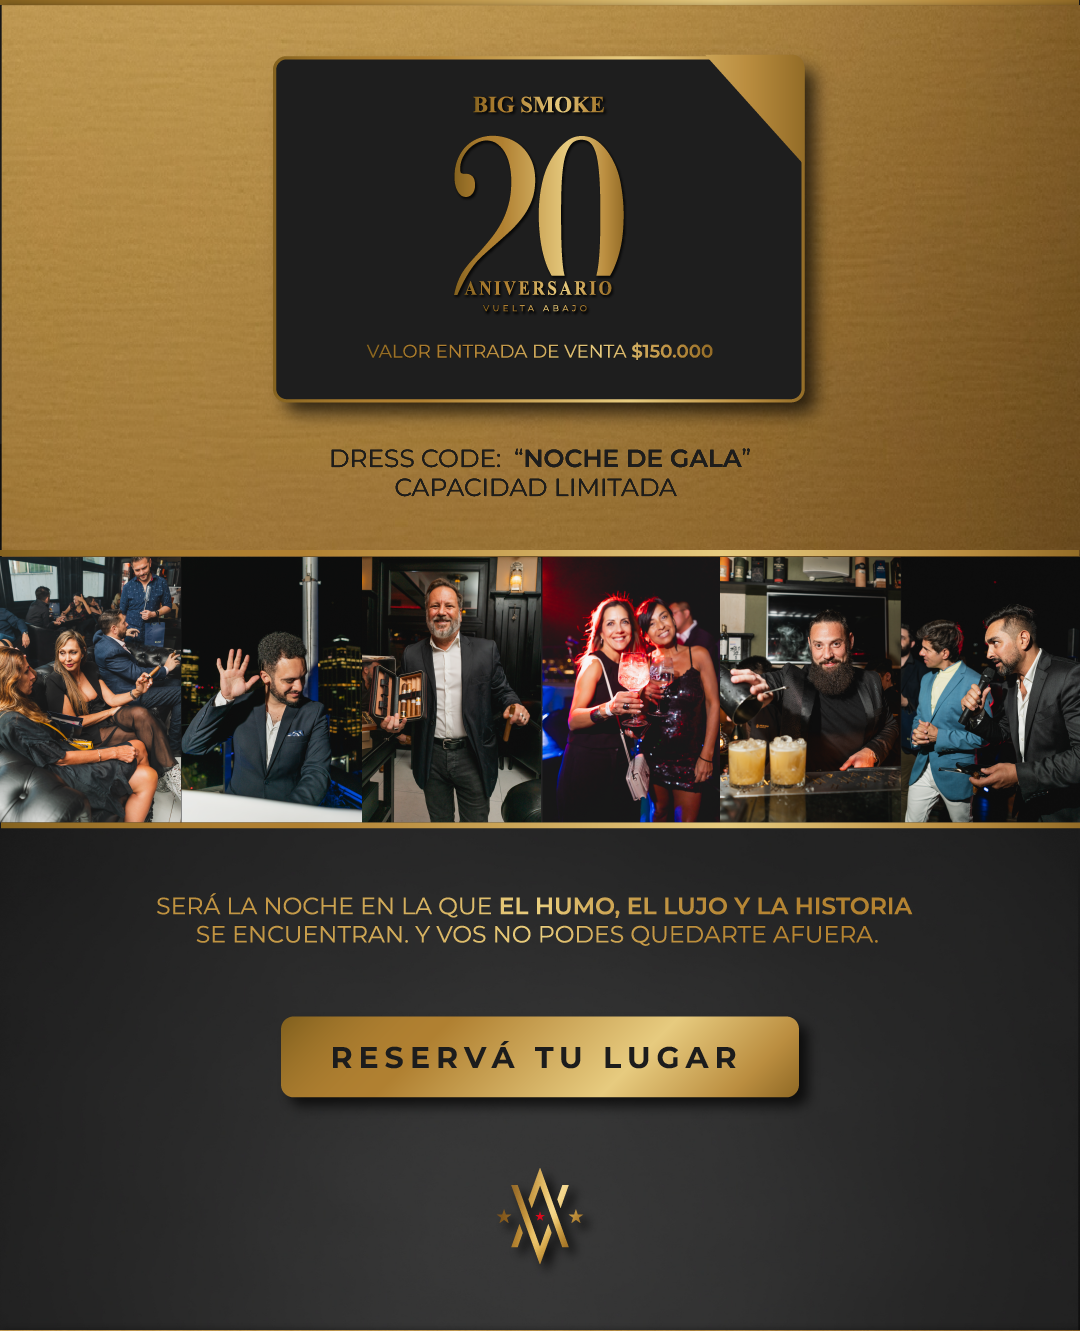 BIG SMOKE
20
ANIVERSARIO
VUELTA ABAJO
VALOR ENTRADA DE VENTA $150.000
DRESS CODE: “NOCHE DE GALA”
CAPACIDAD LIMITADA
SERÁ LA NOCHE EN LA QUE EL HUMO, EL LUJO Y LA HISTORIA
SE ENCUENTRAN. Y VOS NO PODES QUEDARTE AFUERA.
RESERVÁ TU LUGAR